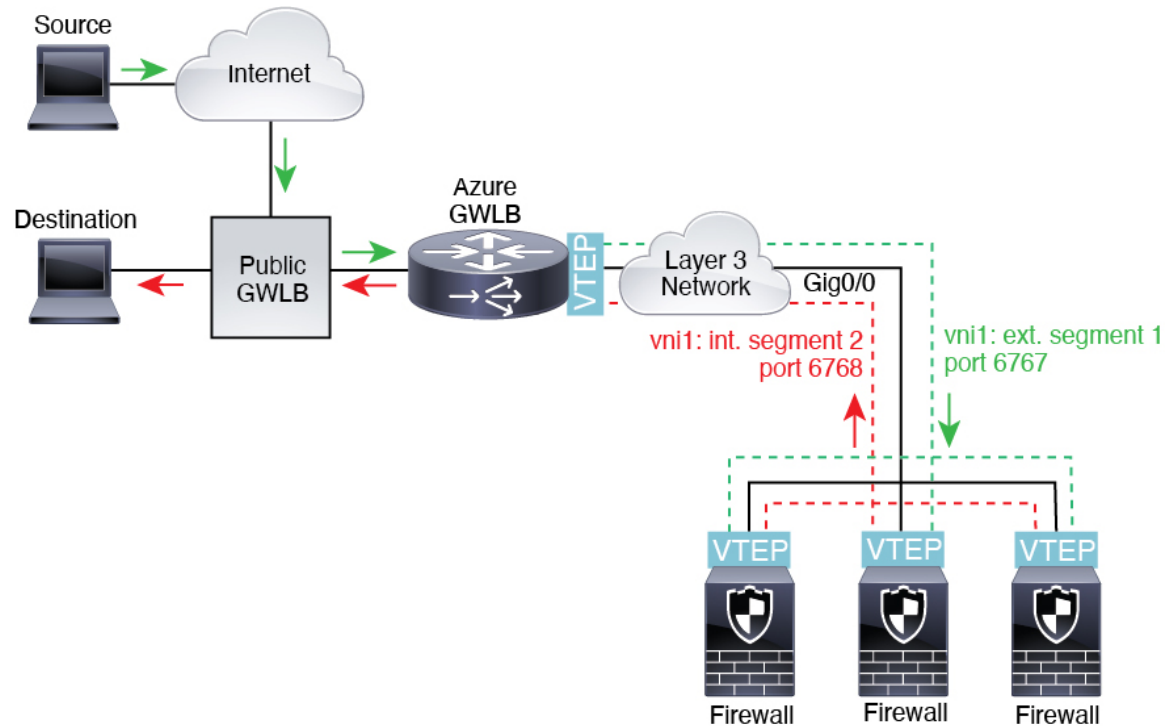 Source
Internet
Destination
Public
GWLB
Azure
GWLB
VTEP
Layer 3
Network
Gig0/0
vni1: int. segment 2
port 6768
vni1: ext. segment 1
port 6767
VTEP
VTEP
VTEP
Firewall
Firewall
Firewall